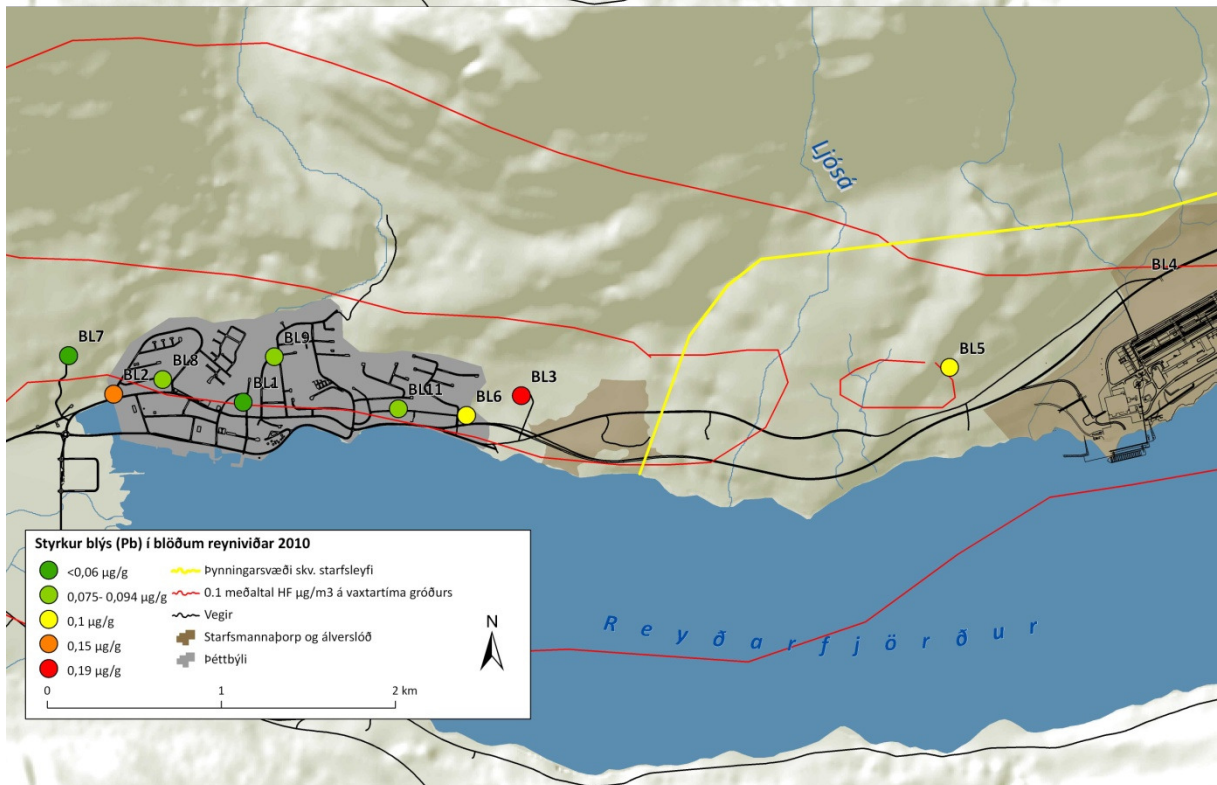 Ljósá
BL4
BL7
BL9
BL8
BL5
BL2
BL1
BL3
BL11
BL6
Styrkur blýs (Pb) í blöðum reyniviðar 2010
<0,06 µg/g
0,075- 0,094 µg/g
0,1 µg/g
0,15 µg/g
0,19 µg/g
Þynningarsvæði skv. starfsleyfi
0.1 meðaltal HF µg/m3 á vaxtartíma gróðurs
Vegir
Starfsmannaþorp og álverslóð
Þéttbýli
N
0 1 2 km
Reyðarfjörður